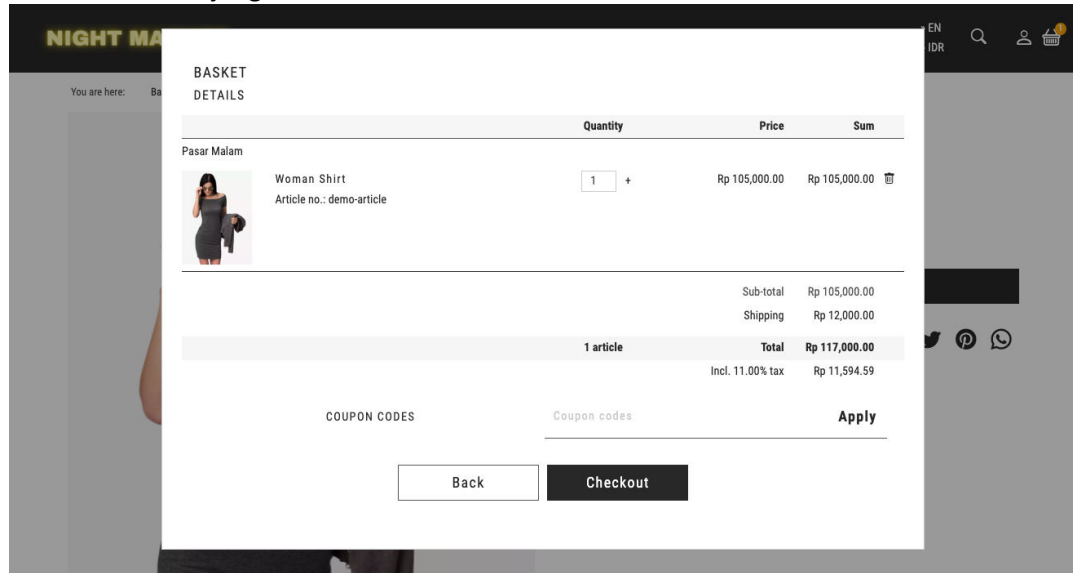 NIGHT MA
EN
IDR
1
You are here: Ba
BASKET
DETAILS
Quantity Price Sum
Pasar Malam
Woman Shirt 1 + Rp 105,000.00 Rp 105,000.00
Article no.: demo-article
Sub-total Rp 105,000.00
Shipping Rp 12,000.00
1 article Total Rp 117,000.00
Incl. 11.00% tax Rp 11,594.59
COUPON CODES Coupon codes Apply
Back Checkout